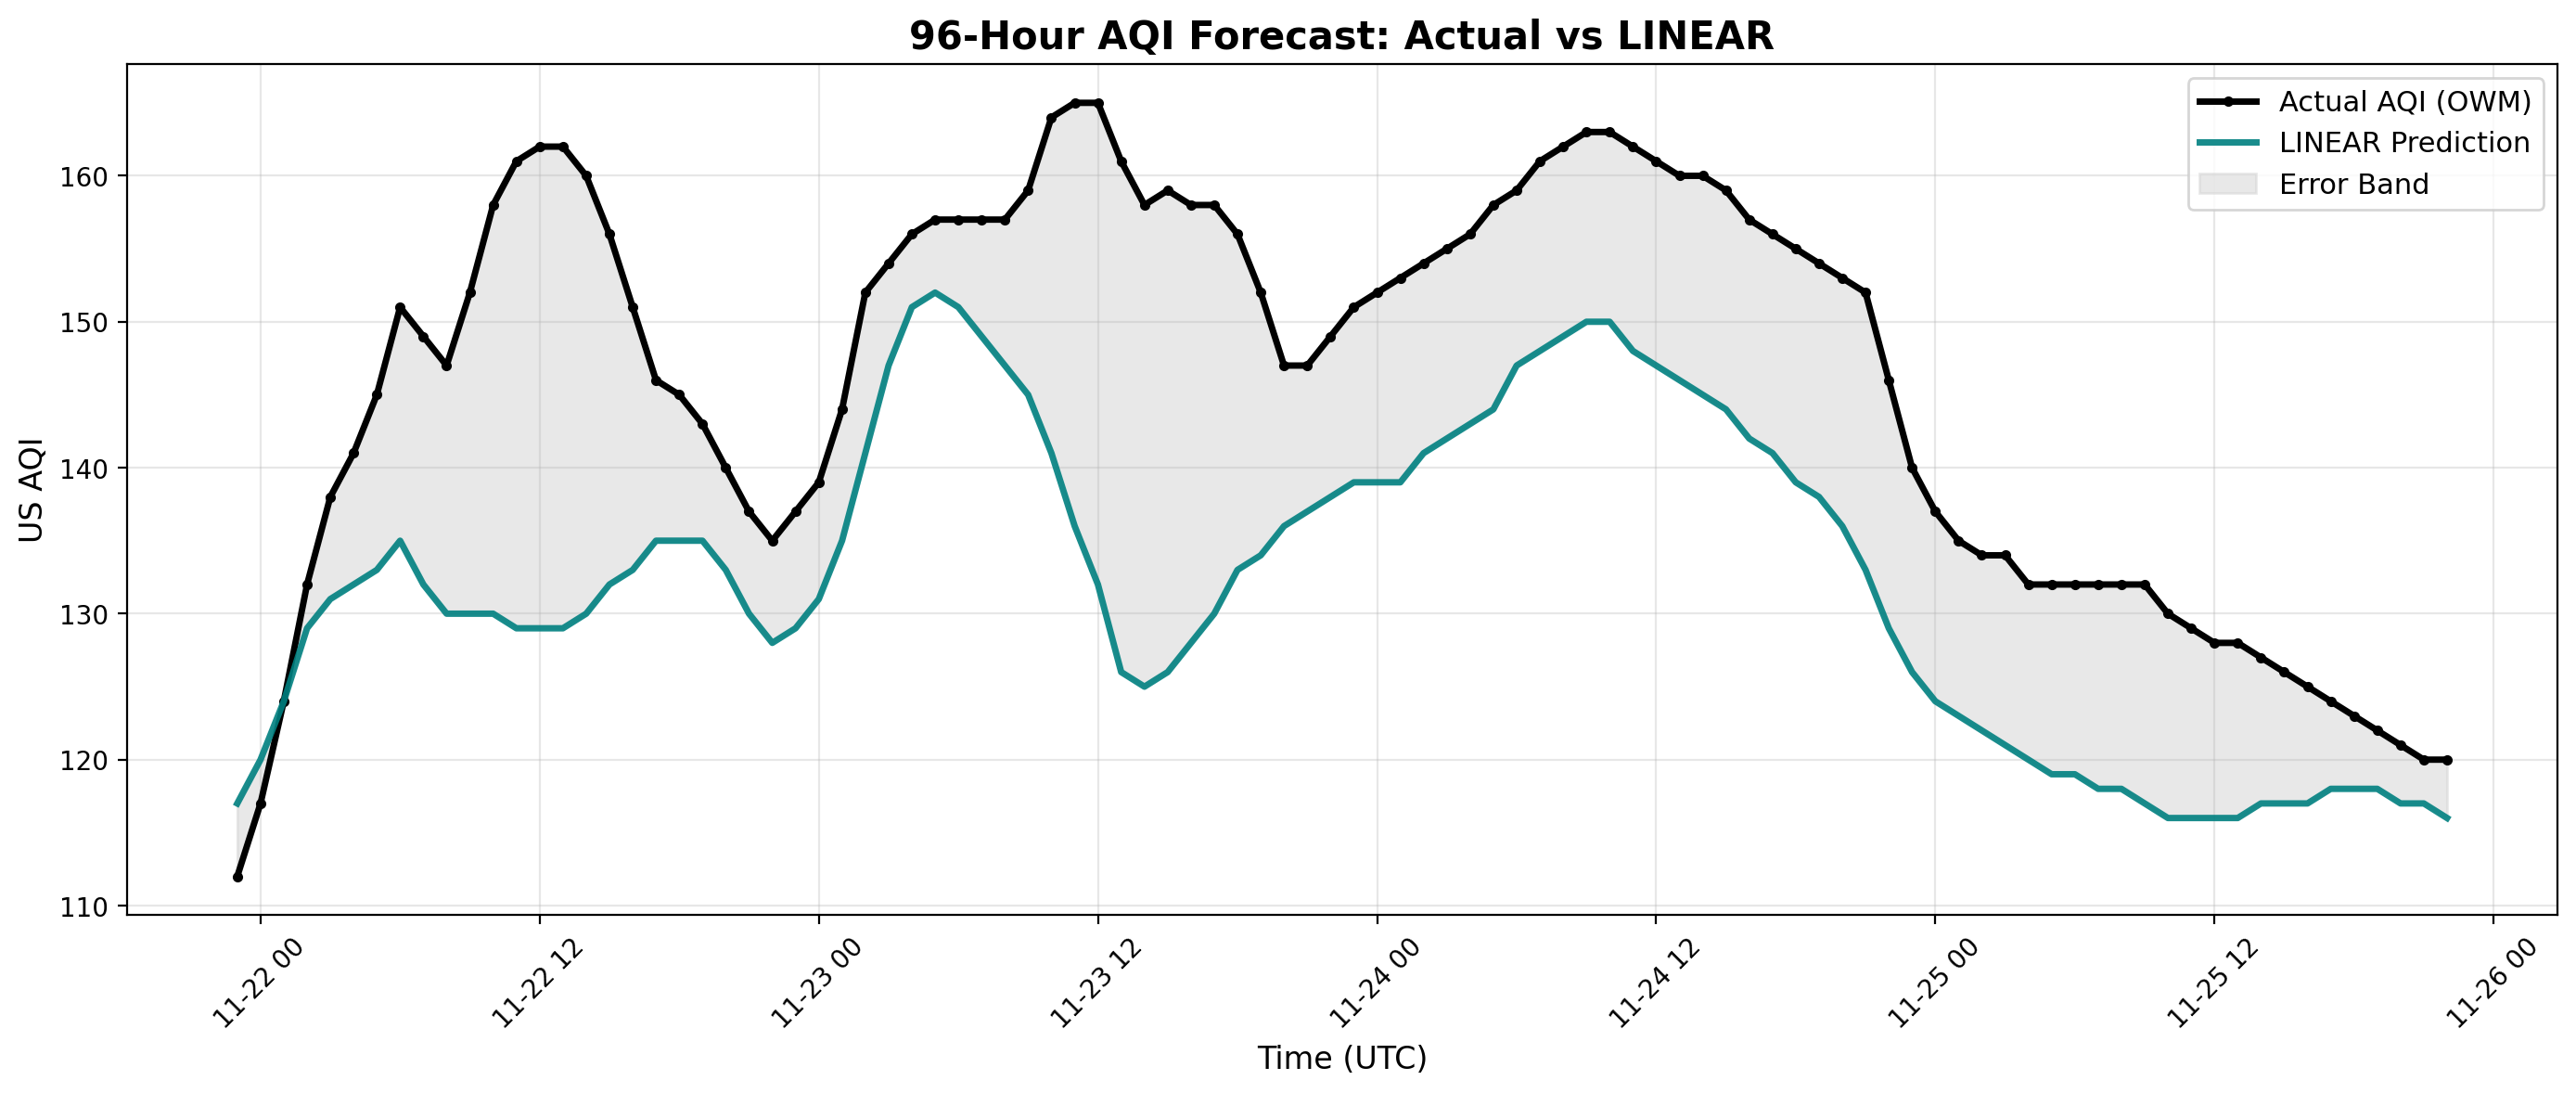 96-Hour AQI Forecast: Actual vs LINEAR
Actual AQI (OWM)
LINEAR Prediction
Error Band
US AQI
160
150
140
130
120
110
11-22 00
11-22 12
11-23 00
11-23 12
11-24 00
11-24 12
11-25 00
11-25 12
11-26 00
Time (UTC)